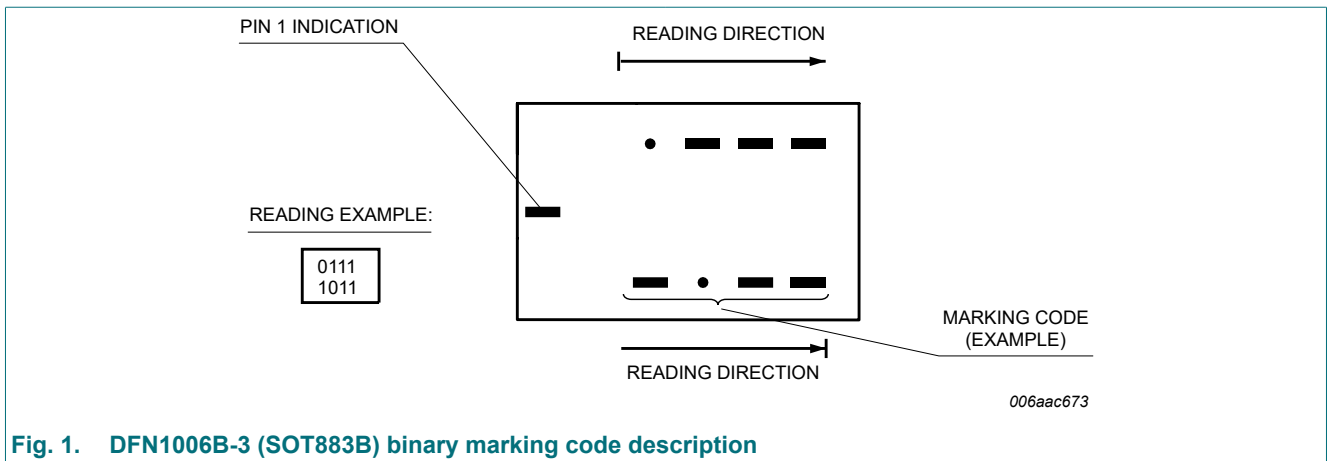 PIN 1 INDICATION
READING DIRECTION
READING EXAMPLE:
0111
1011
MARKING CODE
(EXAMPLE)
READING DIRECTION
006aac673
Fig. 1. DFN1006B-3 (SOT883B) binary marking code description